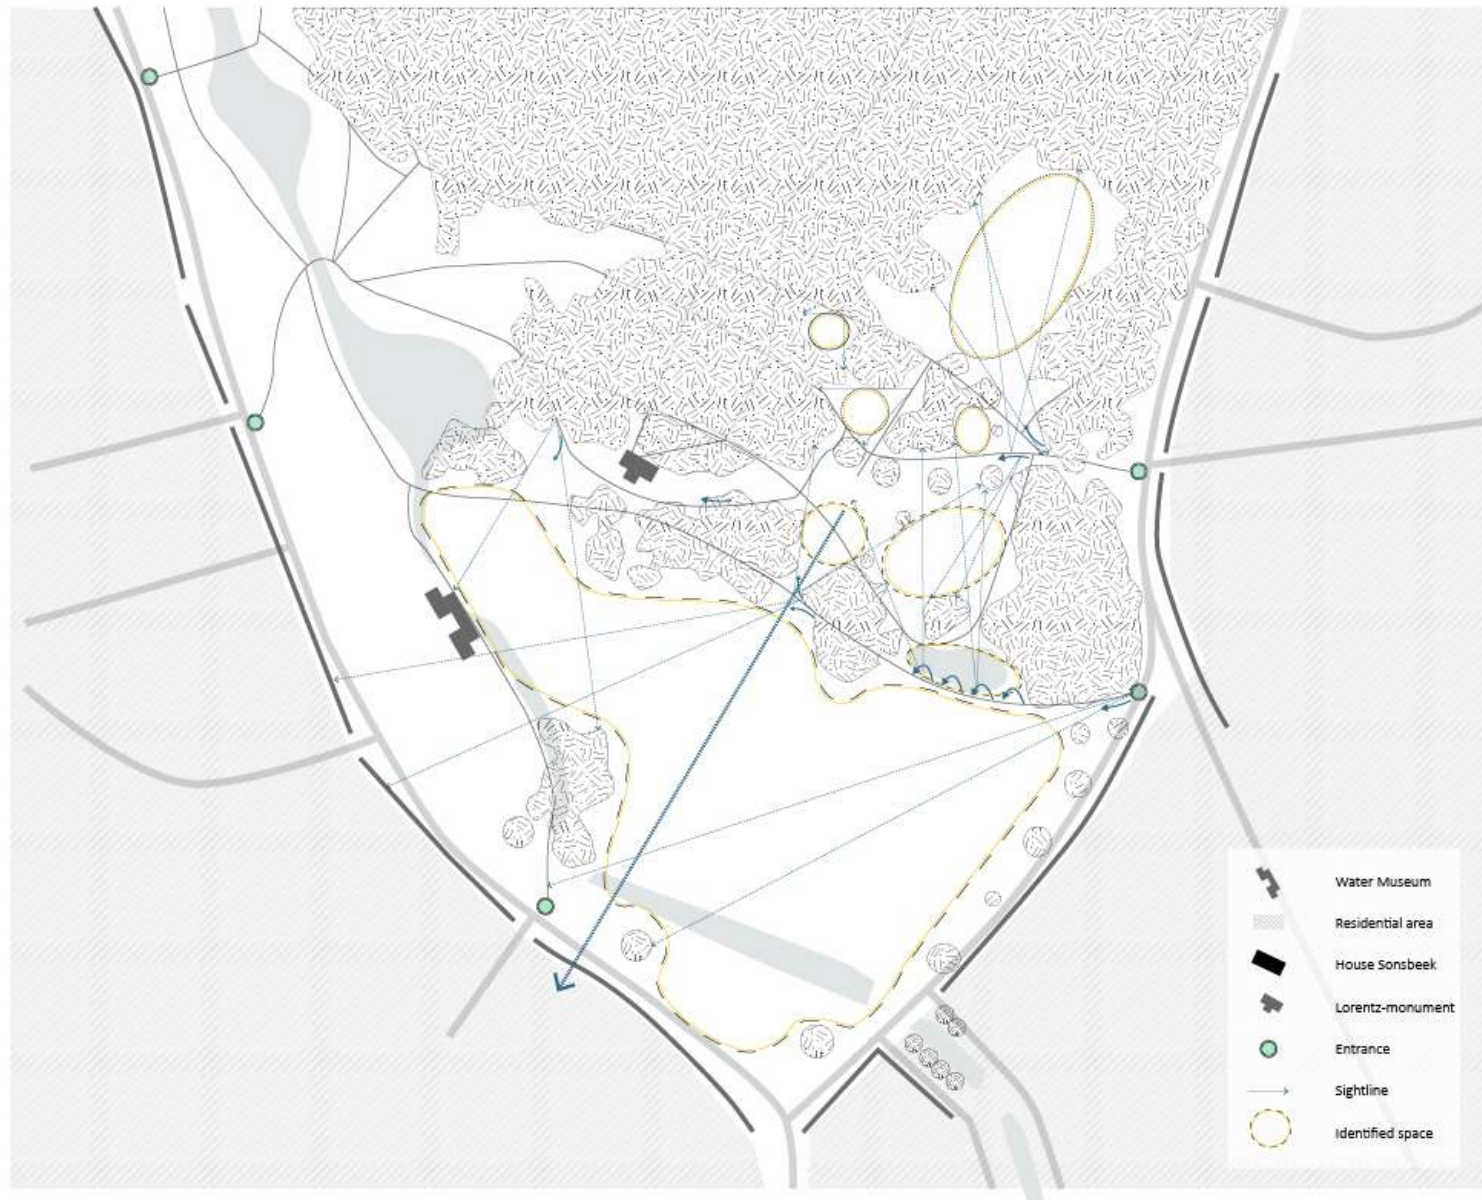 Water Museum
Residential area
House Sonsbeek
Lorentz-monument
Entrance
Sightline
Identified space